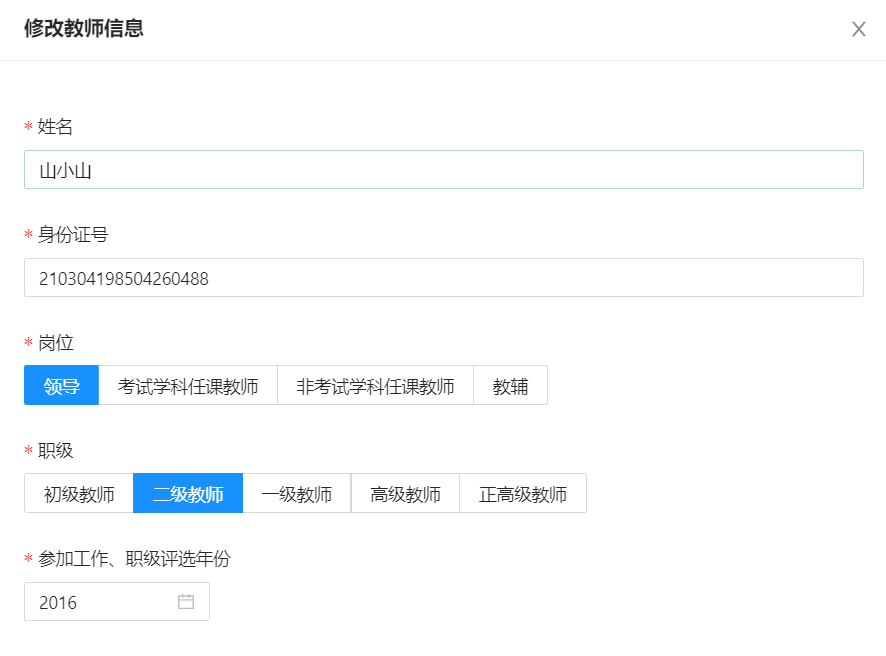 修改教师信息
* 姓名
山小山
* 身份证号
210304198504260488
* 岗位
领导 考试学科任课教师 非考试学科任课教师 教辅
* 职级
初级教师 二级教师 一级教师 高级教师 正高级教师
* 参加工作、职级评选年份
2016